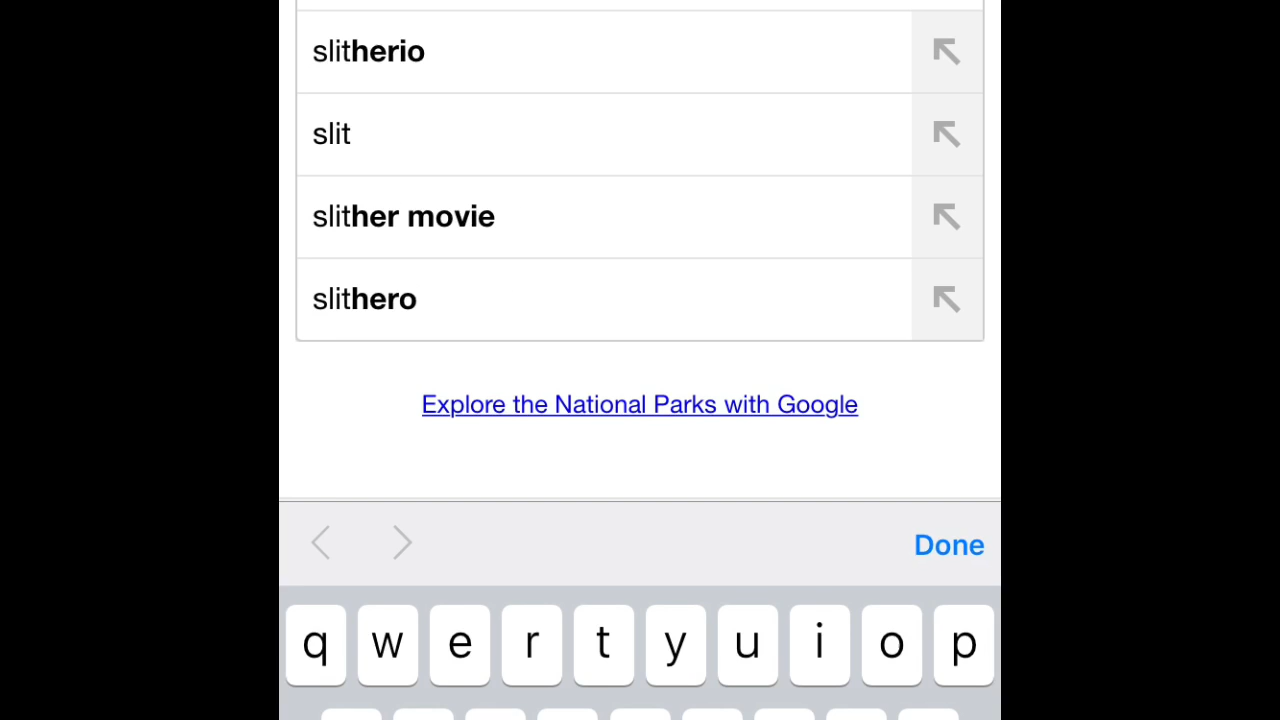 slitherio
slit
slither movie
slithero
Explore the National Parks with Google
Done
q w e r t y u i o p